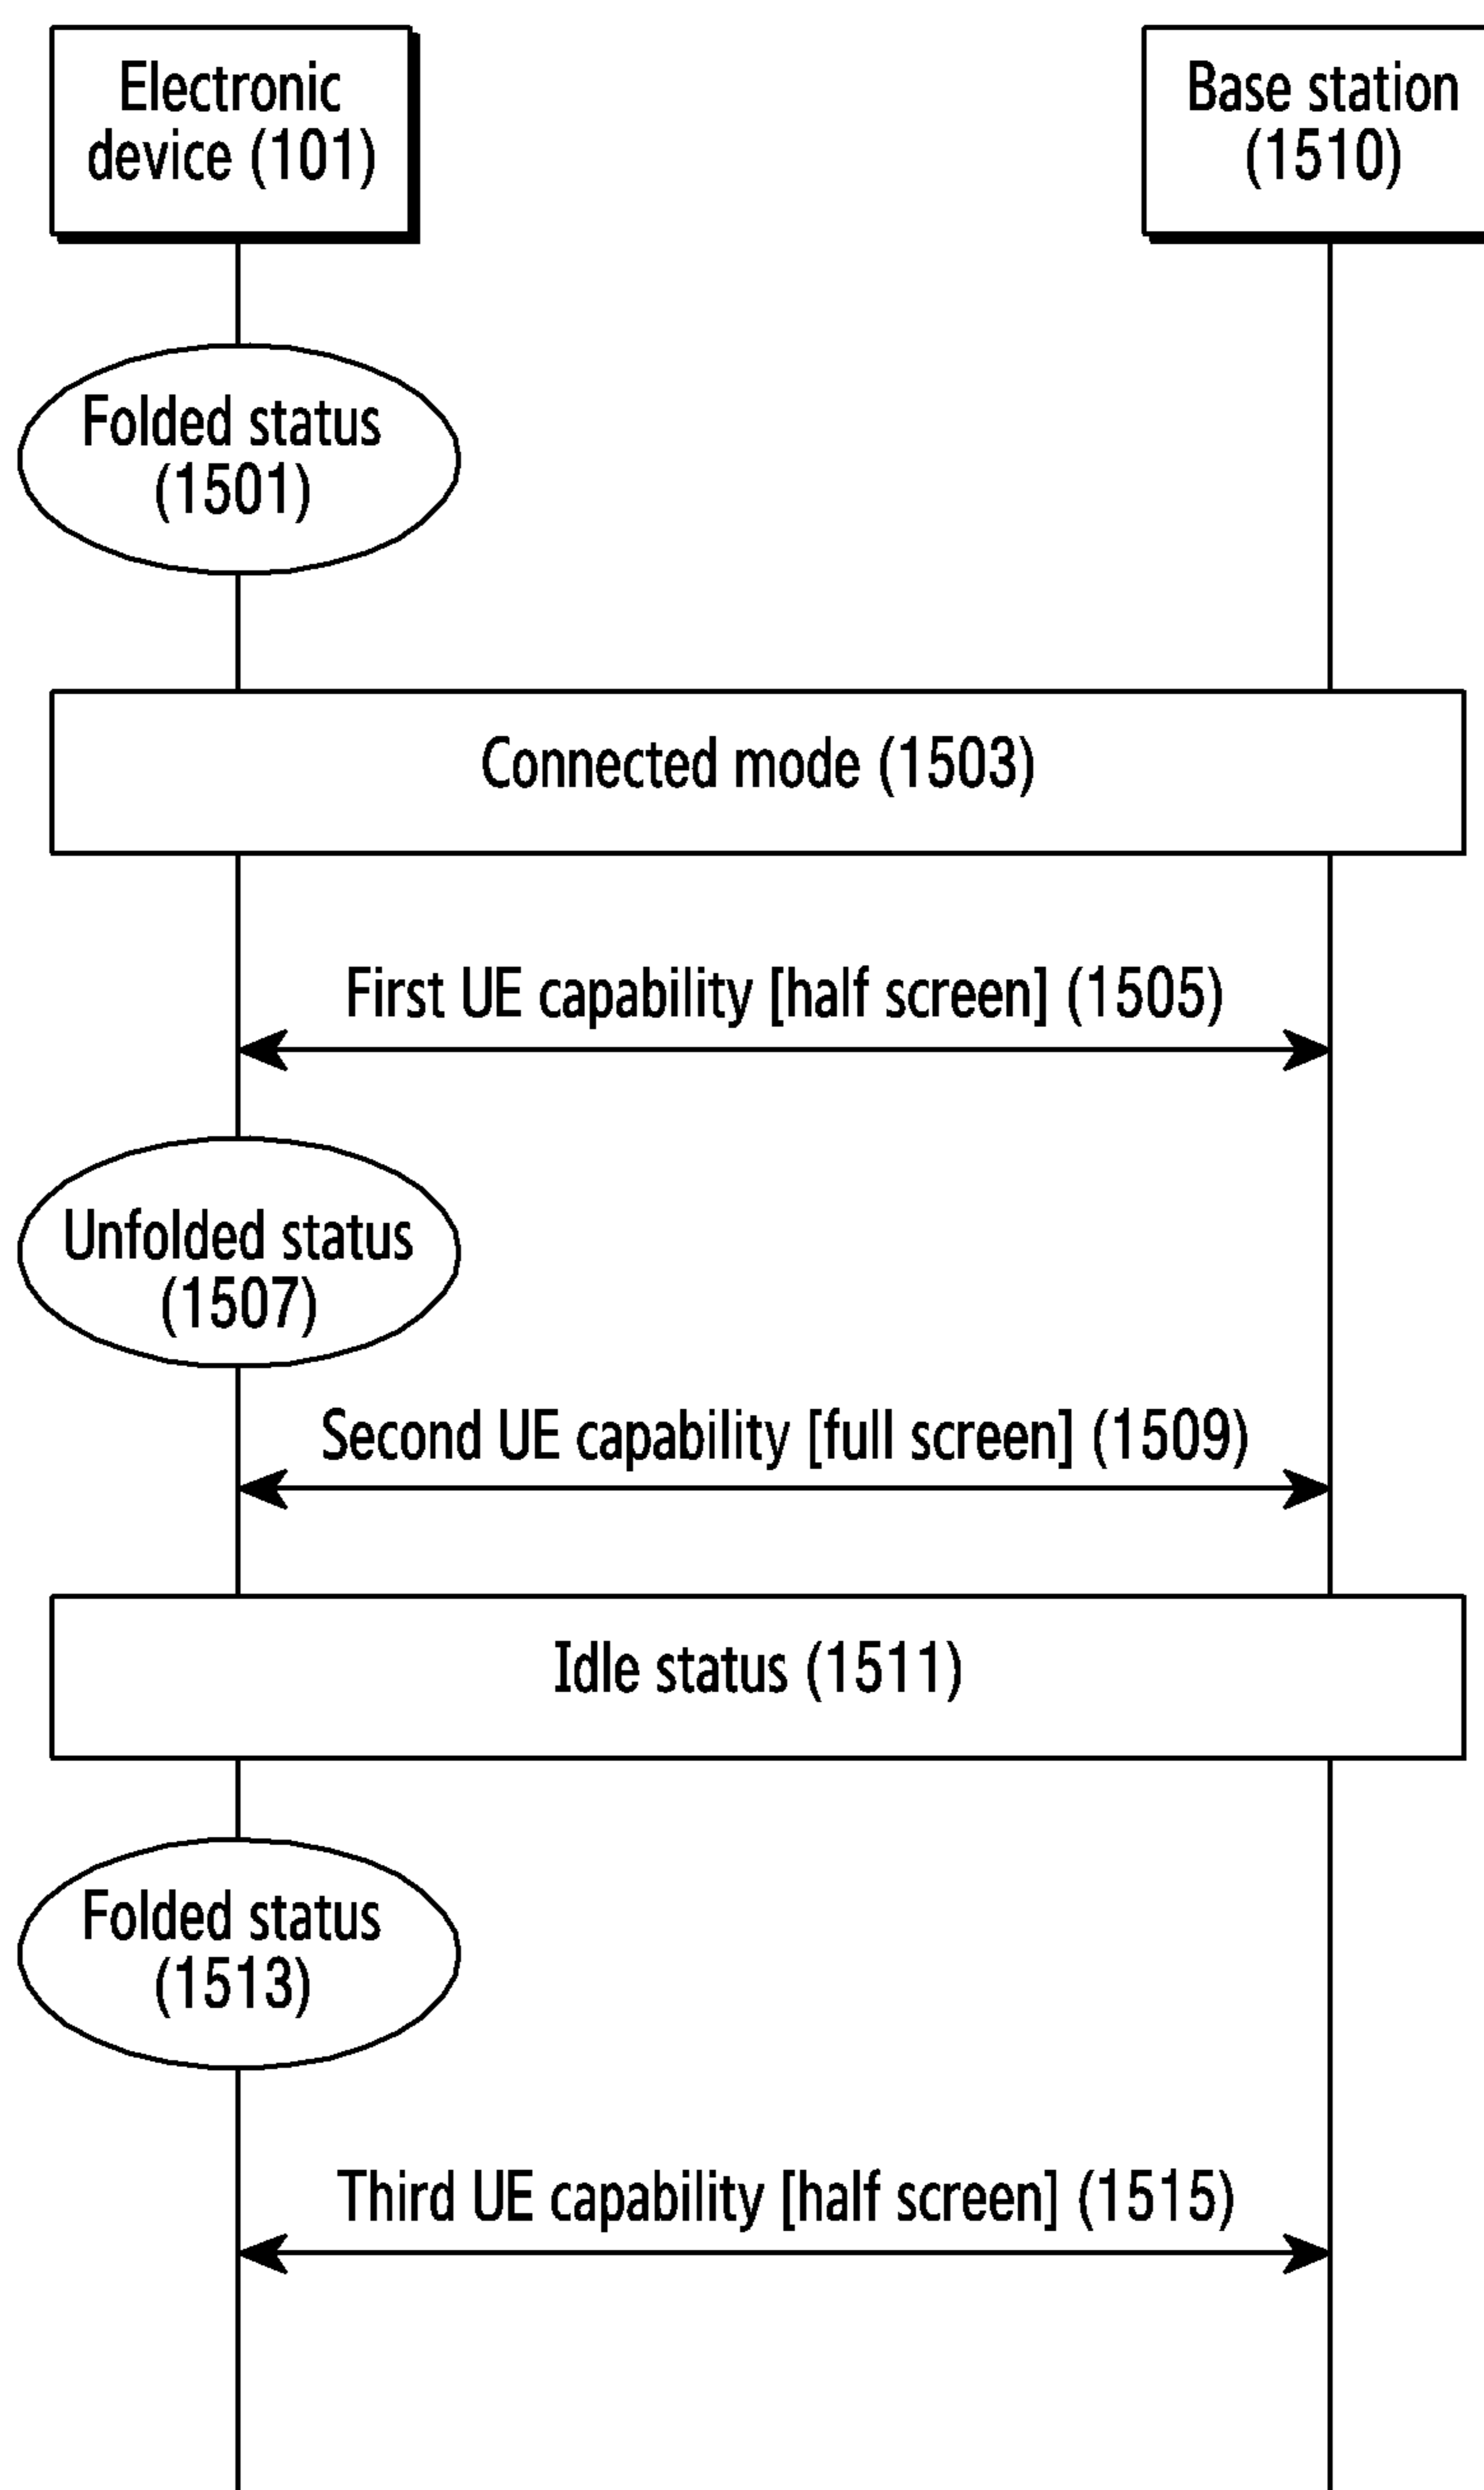 Electronic
device (101)
Base station
(1510)
Folded status
(1501)
Connected mode (1503)
First UE capability [half screen] (1505)
Unfolded status
(1507)
Second UE capability [full screen] (1509)
Idle status (1511)
Folded status
(1513)
Third UE capability [half screen] (1515)